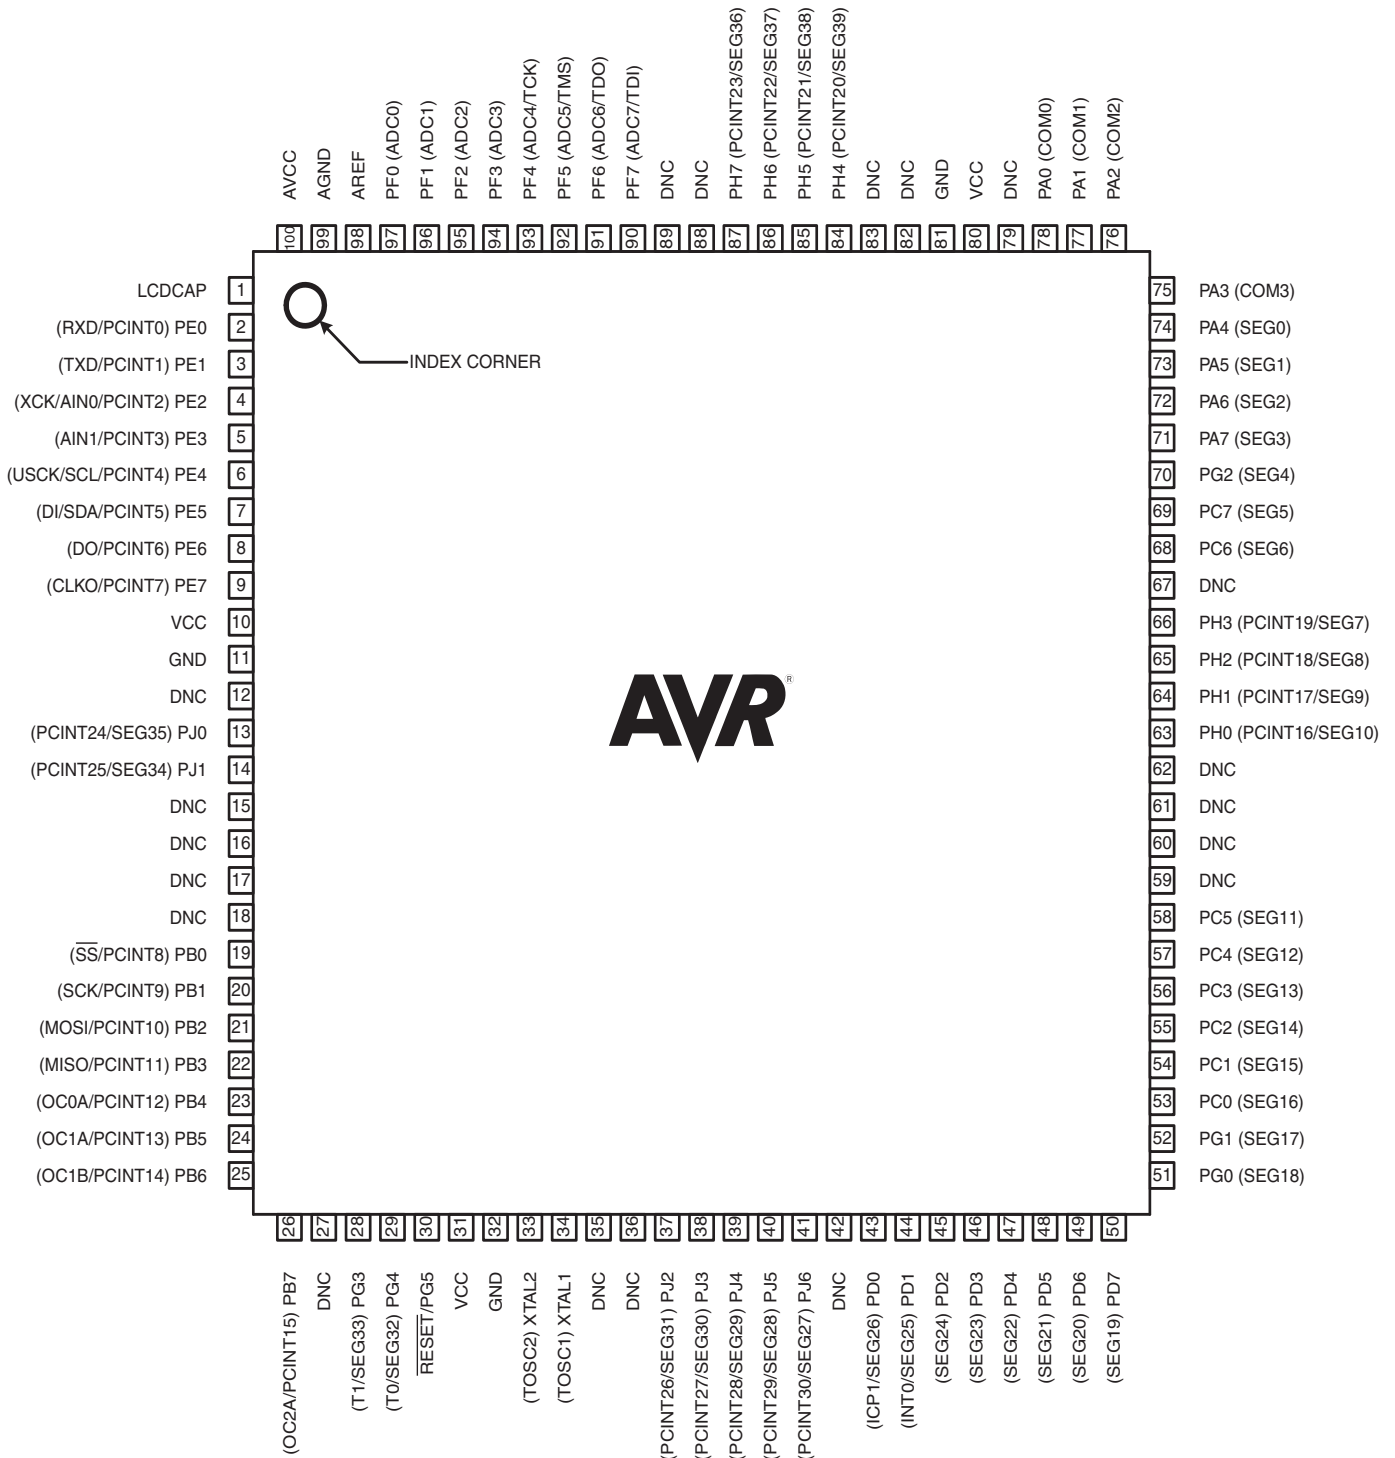 AVCC
AGND
AREF
PF0 (ADC0)
PF1 (ADC1)
PF2 (ADC2)
PF3 (ADC3)
PF4 (ADC4/TCK)
PF5 (ADC5/TMS)
PF6 (ADC6/TDO)
PF7 (ADC7/TDI)
DNC
DNC
PH7 (PCINT23/SEG36)
PH6 (PCINT22/SEG37)
PH5 (PCINT21/SEG38)
PH4 (PCINT20/SEG39)
DNC
DNC
GND
VCC
DNC
PA0 (COM0)
PA1 (COM1)
PA2 (COM2)
100 99 98 97 96 95 94 93 92 91 90 89 88 87 86 85 84 83 82 81 80 79 78 77 76
LCDCAP 1
(RXD/PCINT0) PE0 2
(TXD/PCINT1) PE1 3
(XCK/AIN0/PCINT2) PE2 4
(AIN1/PCINT3) PE3 5
(USCK/SCL/PCINT4) PE4 6
(DI/SDA/PCINT5) PE5 7
(DO/PCINT6) PE6 8
(CLKO/PCINT7) PE7 9
VCC 10
GND 11
DNC 12
(PCINT24/SEG35) PJ0 13
(PCINT25/SEG34) PJ1 14
DNC 15
DNC 16
DNC 17
DNC 18
(SS/PCINT8) PB0 19
(SCK/PCINT9) PB1 20
(MOSI/PCINT10) PB2 21
(MISO/PCINT11) PB3 22
(OC0A/PCINT12) PB4 23
(OC1A/PCINT13) PB5 24
(OC1B/PCINT14) PB6 25
INDEX CORNER
AVR®
75 PA3 (COM3)
74 PA4 (SEG0)
73 PA5 (SEG1)
72 PA6 (SEG2)
71 PA7 (SEG3)
70 PG2 (SEG4)
69 PC7 (SEG5)
68 PC6 (SEG6)
67 DNC
66 PH3 (PCINT19/SEG7)
65 PH2 (PCINT18/SEG8)
64 PH1 (PCINT17/SEG9)
63 PH0 (PCINT16/SEG10)
62 DNC
61 DNC
60 DNC
59 DNC
58 PC5 (SEG11)
57 PC4 (SEG12)
56 PC3 (SEG13)
55 PC2 (SEG14)
54 PC1 (SEG15)
53 PC0 (SEG16)
52 PG1 (SEG17)
51 PG0 (SEG18)
26 27 28 29 30 31 32 33 34 35 36 37 38 39 40 41 42 43 44 45 46 47 48 49 50
(OC2A/PCINT15) PB7
DNC
(T1/SEG33) PG3
(T0/SEG32) PG4
RESET/PG5
VCC
GND
(TOSC2) XTAL2
(TOSC1) XTAL1
DNC
DNC
(PCINT26/SEG31) PJ2
(PCINT27/SEG30) PJ3
(PCINT28/SEG29) PJ4
(PCINT29/SEG28) PJ5
(PCINT30/SEG27) PJ6
DNC
(ICP1/SEG26) PD0
(INT0/SEG25) PD1
(SEG24) PD2
(SEG23) PD3
(SEG22) PD4
(SEG21) PD5
(SEG20) PD6
(SEG19) PD7